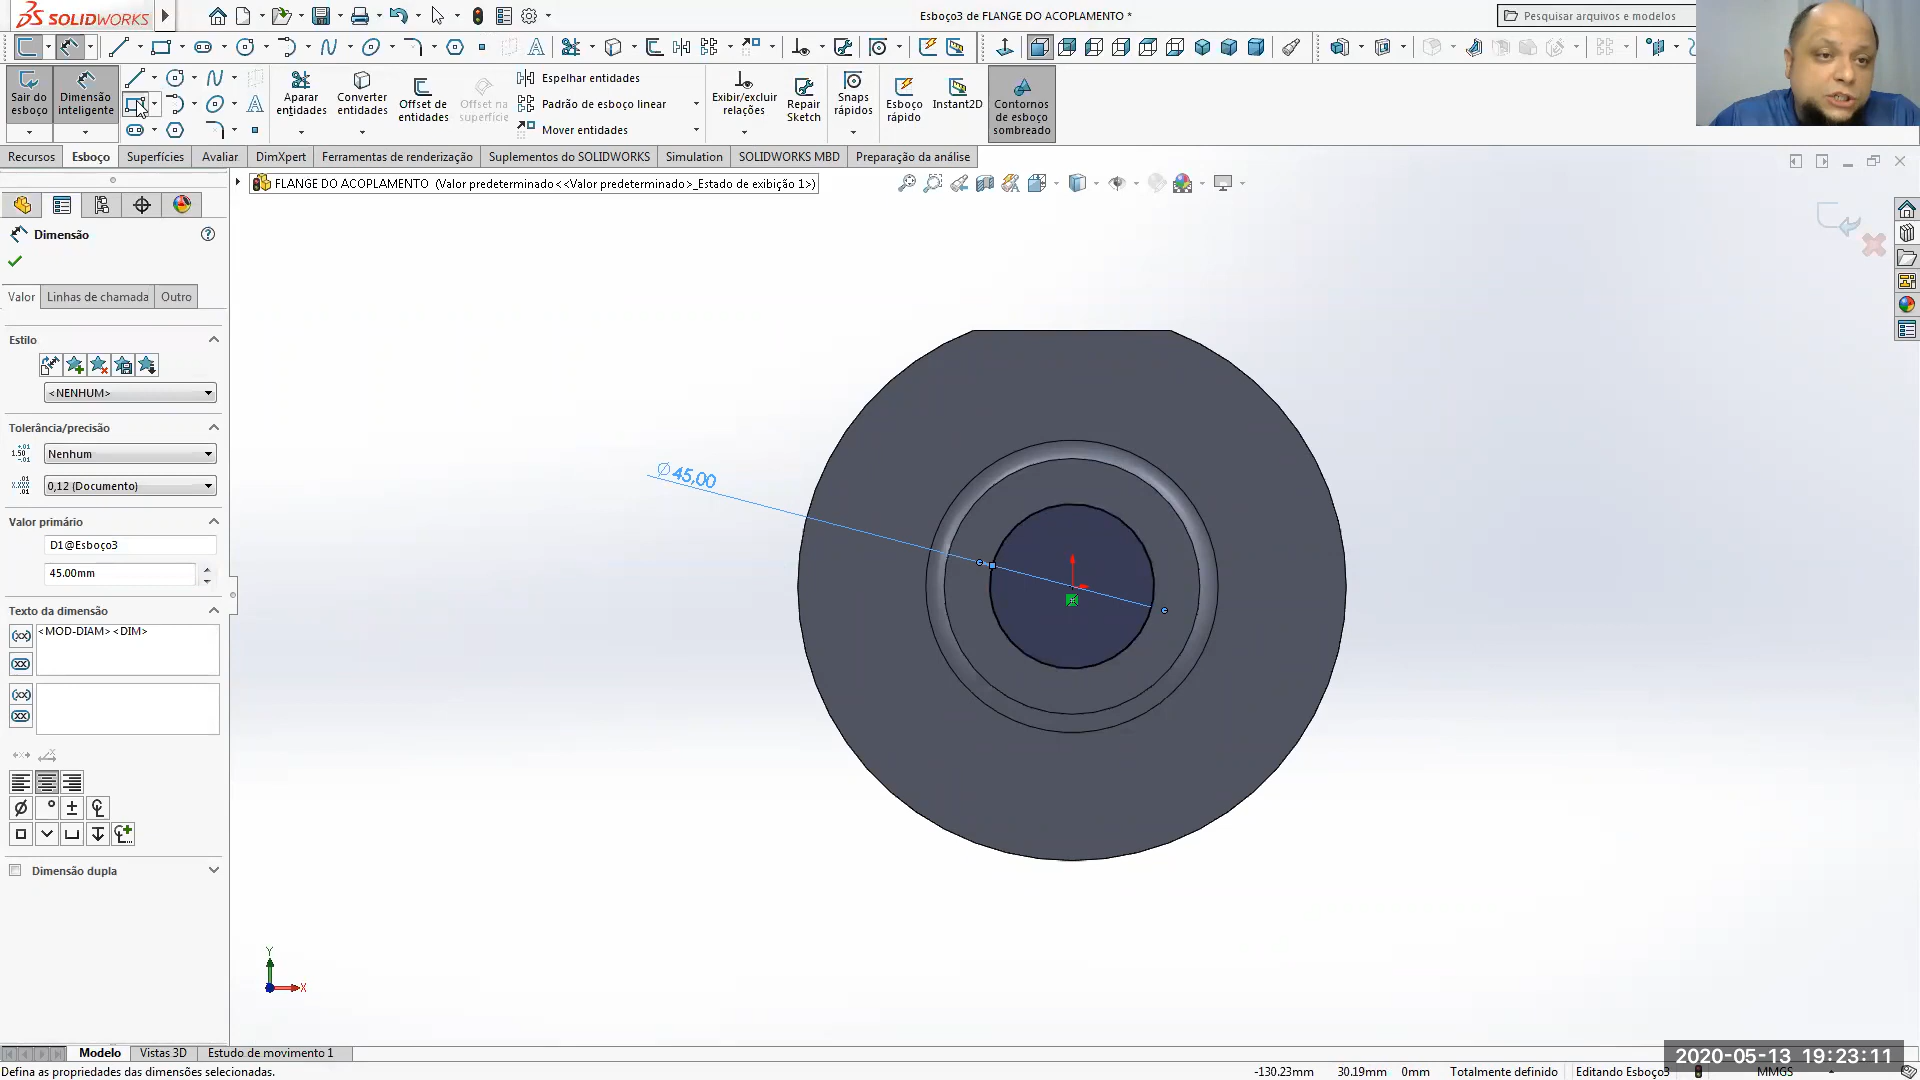 SOLIDWORKS
Esboço3 de FLANGE DO ACOPLAMENTO *
Pesquisar arquivos e modelos
Sair do esboço
Dimensão inteligente
Aparar entidades
Converter entidades
Offset de entidades
Offset na superfície
Espelhar entidades
Padrão de esboço linear
Mover entidades
Exibir/excluir relações
Repair Sketch
Snaps rápidos
Esboço rápido
Instant2D
Contornos de esboço sombreado
Recursos
Esboço
Superfícies
Avaliar
DimXpert
Ferramentas de renderização
Suplementos do SOLIDWORKS
Simulation
SOLIDWORKS MBD
Preparação da análise
FLANGE DO ACOPLAMENTO (Valor predeterminado<<Valor predeterminado>_Estado de exibição 1>)
Dimensão
Valor
Linhas de chamada
Outro
Estilo
<NENHUM>
Tolerância/precisão
Nenhum
0,12 (Documento)
Valor primário
D1@Esboço3
45.00mm
Texto da dimensão
<MOD-DIAM><DIM>
Dimensão dupla
∅45,00
Y
X
Modelo
Vistas 3D
Estudo de movimento 1
Defina as propriedades das dimensões selecionadas.
-130.23mm
30.19mm
0mm
Totalmente definido
Editando Esboço3
MMGS
2020-05-13 19:23:11